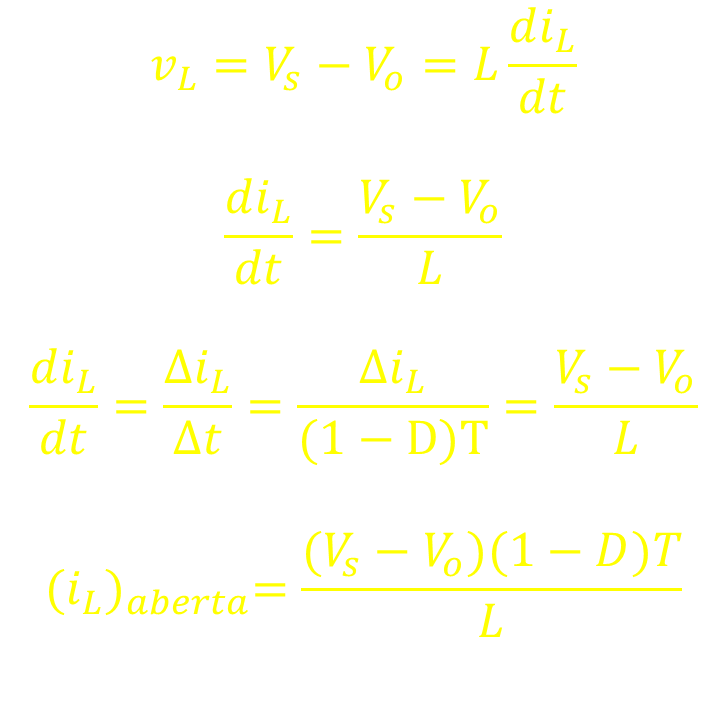 v_L = V_s − V_o = L di_L/dt
di_L/dt = (V_s − V_o)/L
di_L/dt = Δi_L/Δt = Δi_L/((1 − D)T) = (V_s − V_o)/L
(i_L)_aberta = (V_s − V_o)(1 − D)T/L